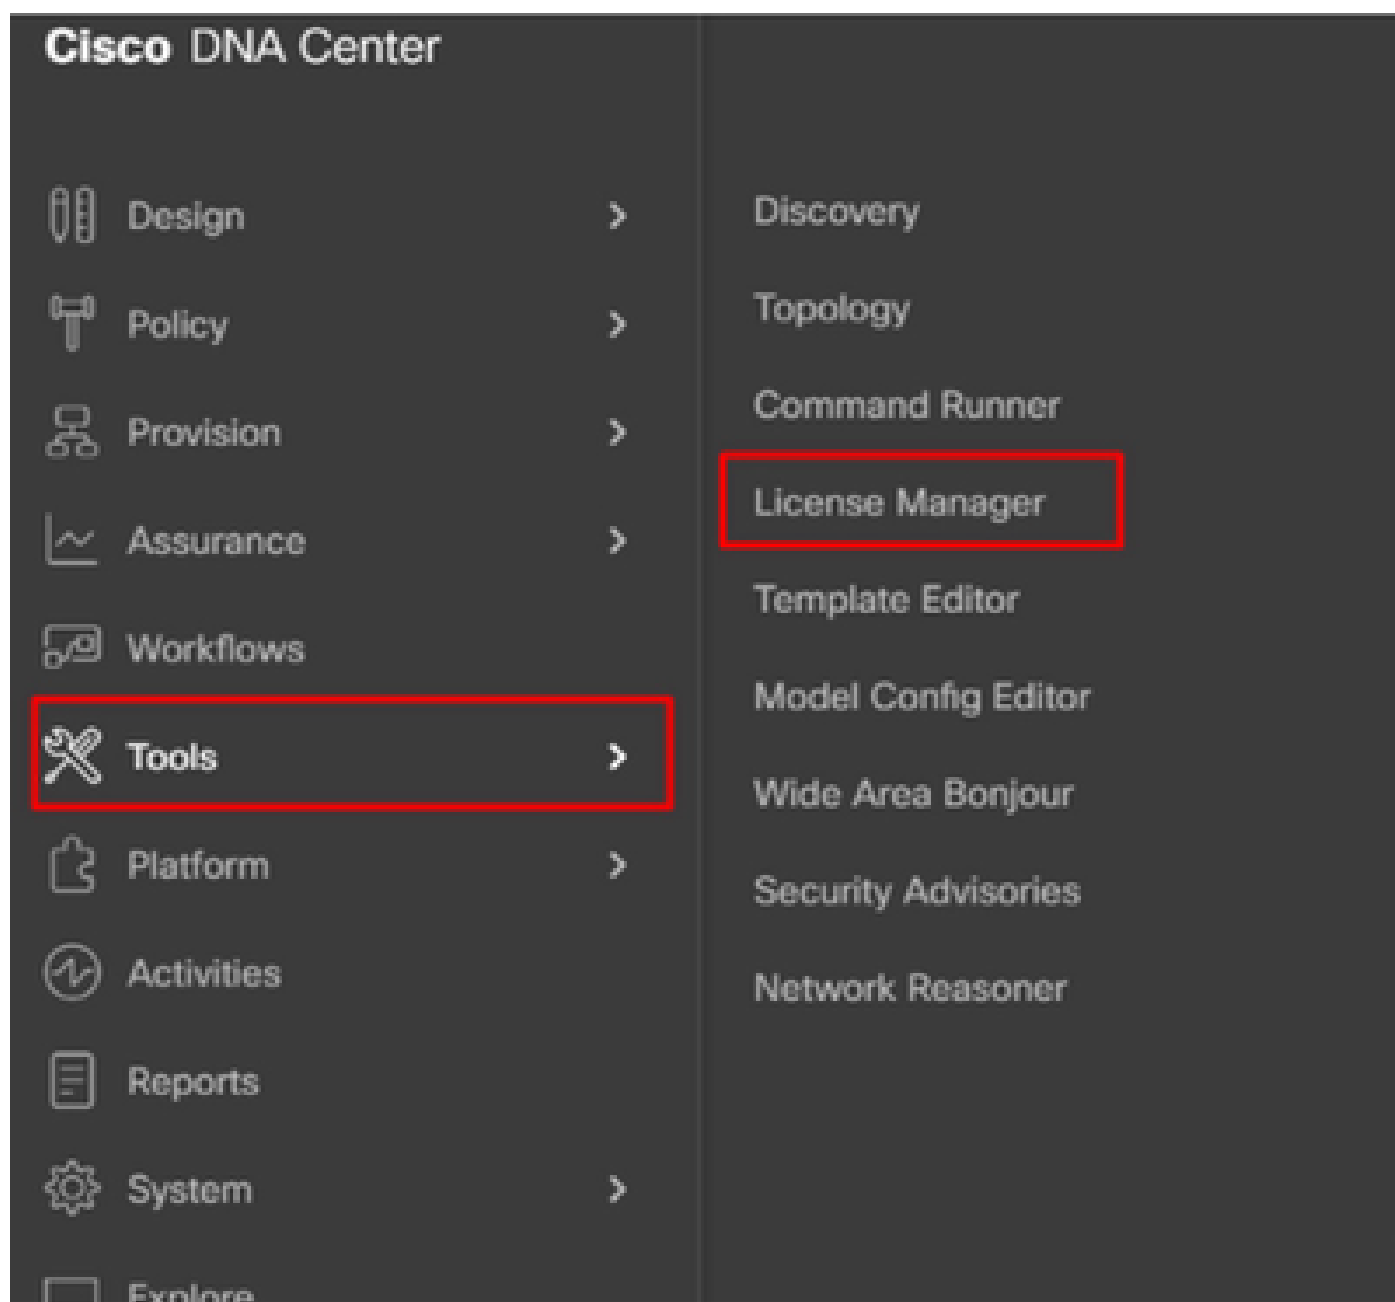 Cisco DNA Center
Design
Policy
Provision
Assurance
Workflows
Tools
Platform
Activities
Reports
System
Explore
Discovery
Topology
Command Runner
License Manager
Template Editor
Model Config Editor
Wide Area Bonjour
Security Advisories
Network Reasoner